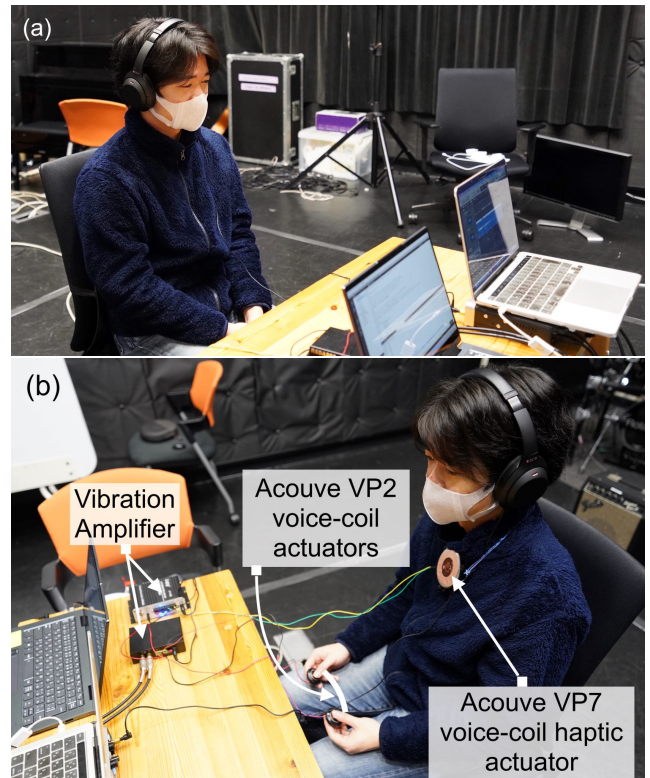 (a)
(b)
Vibration
Amplifier
Acouve VP2
voice-coil
actuators
Acouve VP7
voice-coil haptic
actuator